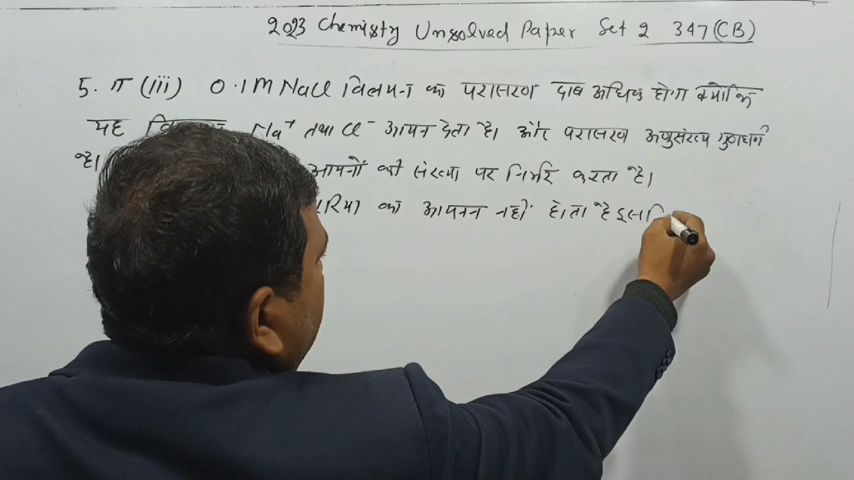 2023 Chemistry Unsolved Paper Set 2 347 (CB)
5. ग (iii) 0.1M NaCl विलयन का परासरण दाब अधिक होगा क्योंकि
यह Na⁺ तथा Cl⁻ आयन देता है। और परासरण अणुसंख्य गुणधर्म
है। आयनों की संख्या पर निर्भर करता है।
का आयनन नहीं होता है इसलि